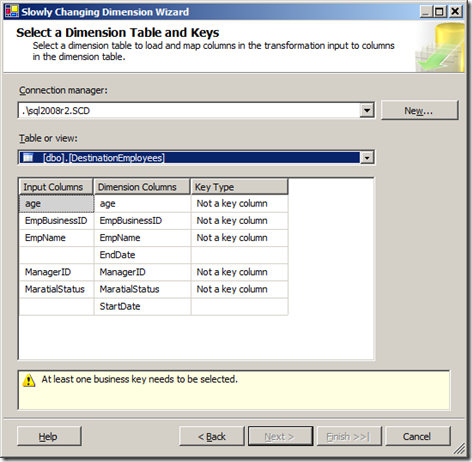 Slowly Changing Dimension Wizard
Select a Dimension Table and Keys
Select a dimension table to load and map columns in the transformation input to columns
in the dimension table.
Connection manager:
.\sql2008r2.SCD
New...
Table or view:
[dbo].[DestinationEmployees]
Input Columns Dimension Columns Key Type
age age Not a key column
EmpBusinessID EmpBusinessID Not a key column
EmpName EmpName Not a key column
EndDate
ManagerID ManagerID Not a key column
MaratialStatus MaratialStatus Not a key column
StartDate
At least one business key needs to be selected.
Help < Back Next > Finish >>| Cancel